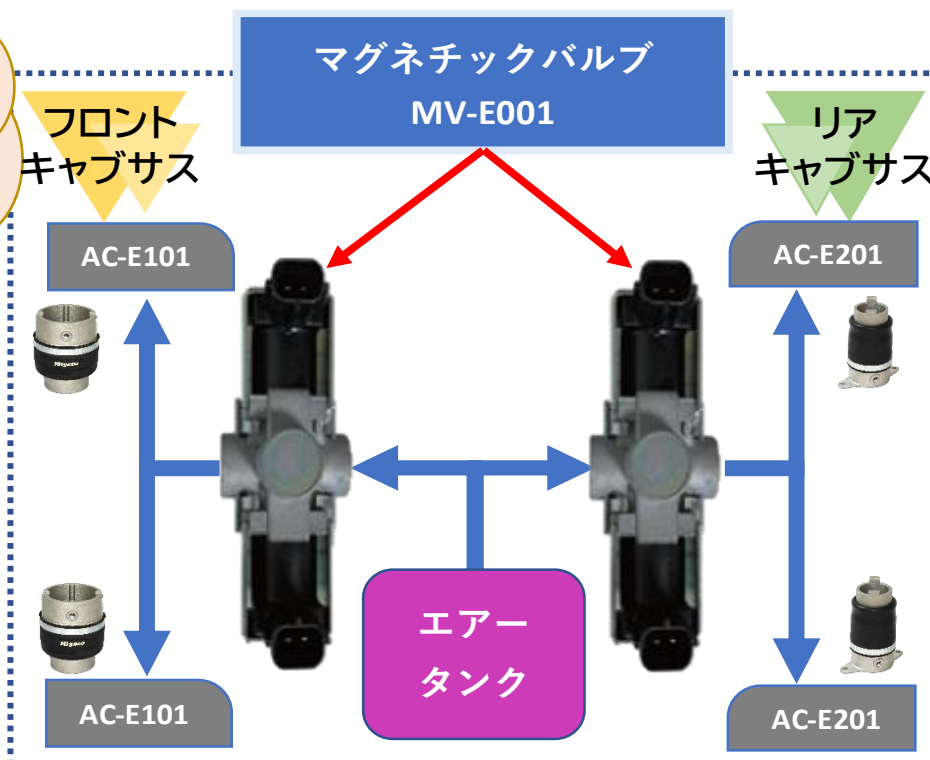 マグネチックバルブ
MV-E001
フロント
キャブサス
リア
キャブサス
AC-E101
AC-E201
Miyaco
Miyaco
エアー
タンク
AC-E101
AC-E201